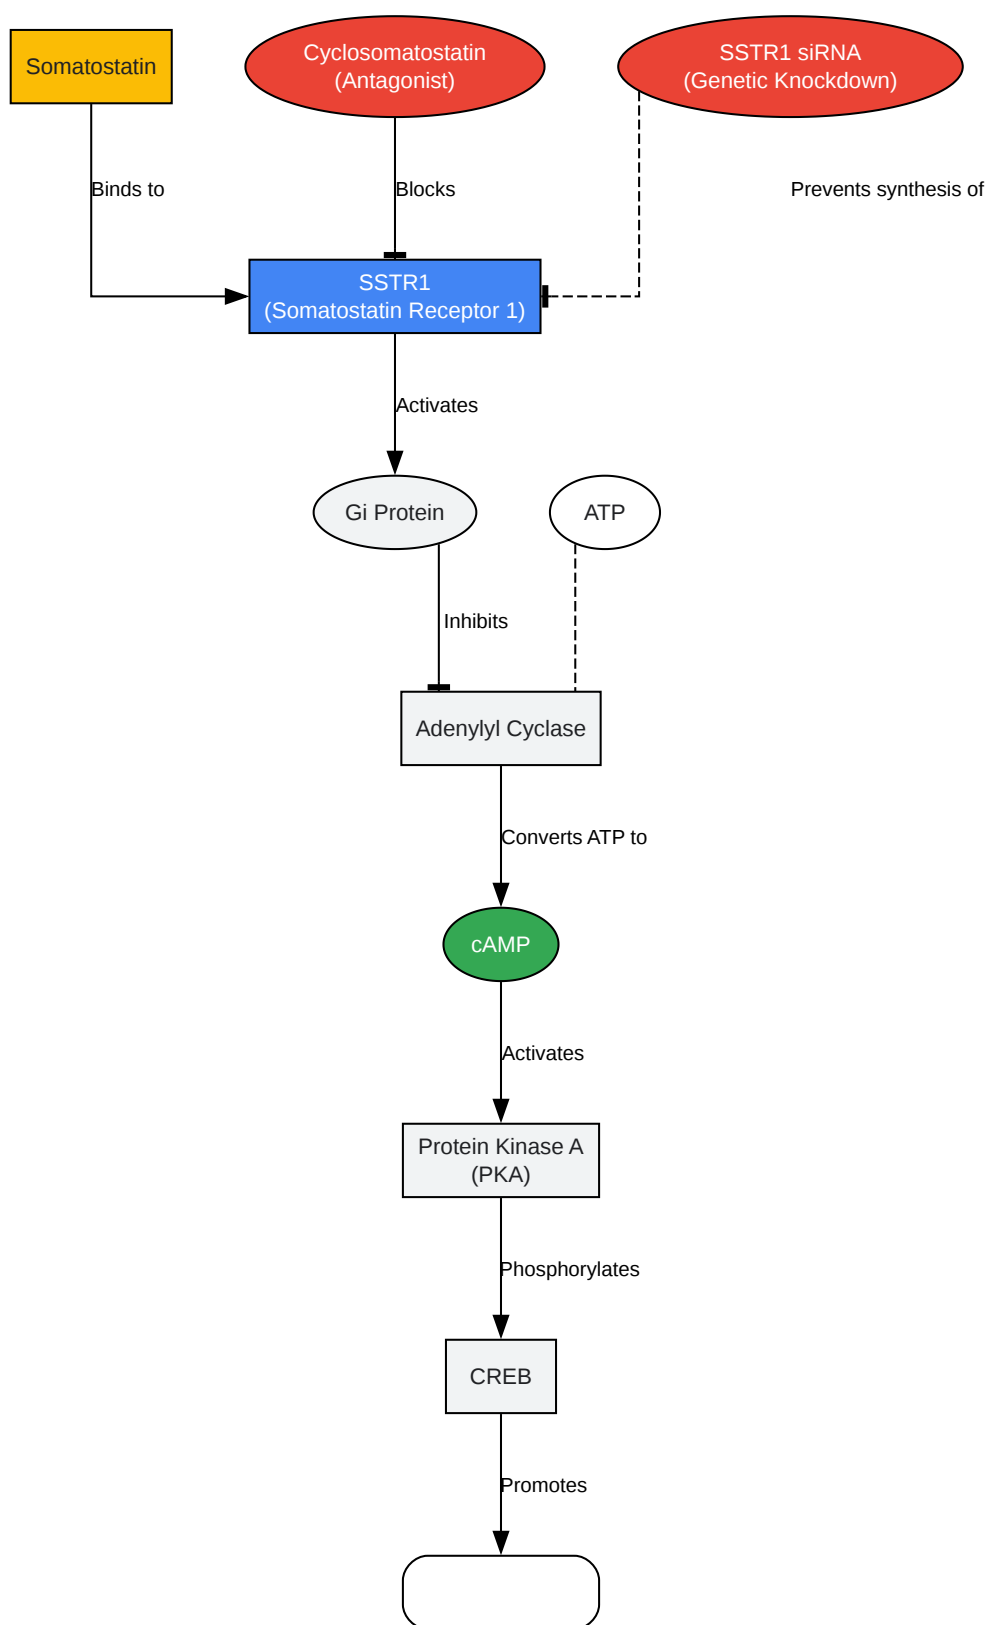 Somatostatin
Cyclosomatostatin
(Antagonist)
SSTR1 siRNA
(Genetic Knockdown)
Binds to
Blocks
Prevents synthesis of
SSTR1
(Somatostatin Receptor 1)
Activates
Gi Protein
ATP
Inhibits
Adenylyl Cyclase
Converts ATP to
cAMP
Activates
Protein Kinase A
(PKA)
Phosphorylates
CREB
Promotes